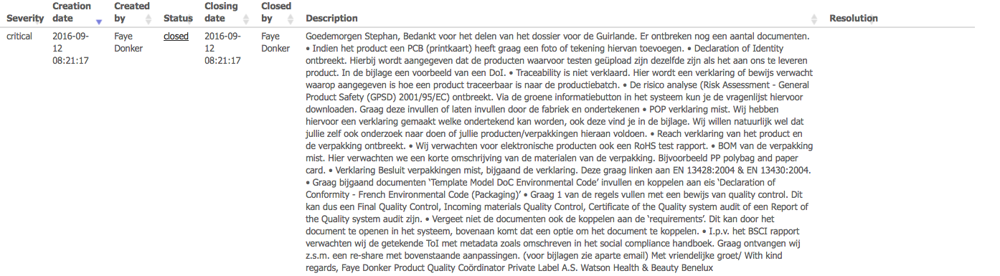 Severity Creation date Created by Status Closing date Closed by Description Resolution
critical 2016-09-12 08:21:17 Faye Donker closed 2016-09-12 08:21:17 Faye Donker
Goedemorgen Stephan, Bedankt voor het delen van het dossier voor de Guirlande. Er ontbreken nog een aantal documenten.
• Indien het product een PCB (printkaart) heeft graag een foto of tekening hiervan toevoegen. • Declaration of Identity
ontbreekt. Hierbij wordt aangegeven dat de producten waarvoor testen geüpload zijn dezelfde zijn als het aan ons te leveren
product. In de bijlage een voorbeeld van een DoI. • Traceability is niet verklaard. Hier wordt een verklaring of bewijs verwacht
waarop aangegeven is hoe een product traceerbaar is naar de productiebatch. • De risico analyse (Risk Assessment - General
Product Safety (GPSD) 2001/95/EC) ontbreekt. Via de groene informatiebutton in het systeem kun je de vragenlijst hiervoor
downloaden. Graag deze invullen of laten invullen door de fabriek en ondertekenen • POP verklaring mist. Wij hebben
hiervoor een verklaring gemaakt welke ondertekend kan worden, ook deze vind je in de bijlage. Wij willen natuurlijk wel dat
jullie zelf ook onderzoek naar doen of jullie producten/verpakkingen hieraan voldoen. • Reach verklaring van het product en
de verpakking ontbreekt. • Wij verwachten voor elektronische producten ook een RoHS test rapport. • BOM van de verpakking
mist. Hier verwachten we een korte omschrijving van de materialen van de verpakking. Bijvoorbeeld PP polybag and paper
card. • Verklaring Besluit verpakkingen mist, bijgaand de verklaring. Deze graag linken aan EN 13428:2004 & EN 13430:2004.
• Graag bijgaand documenten ‘Template Model DoC Environmental Code’ invullen en koppelen aan eis ‘Declaration of
Conformity - French Environmental Code (Packaging)’ • Graag 1 van de regels vullen met een bewijs van quality control. Dit
kan dus een Final Quality Control, Incoming materials Quality Control, Certificate of the Quality system audit of een Report of
the Quality system audit zijn. • Vergeet niet de documenten ook de koppelen aan de ‘requirements’. Dit kan door het
document te openen in het systeem, bovenaan komt dat een optie om het document te koppelen. • I.p.v. het BSCI rapport
verwachten wij de getekende ToI met metadata zoals omschreven in het social compliance handboek. Graag ontvangen wij
z.s.m. een re-share met bovenstaande aanpassingen. (voor bijlagen zie aparte email) Met vriendelijke groet/ With kind
regards, Faye Donker Product Quality Coördinator Private Label A.S. Watson Health & Beauty Benelux